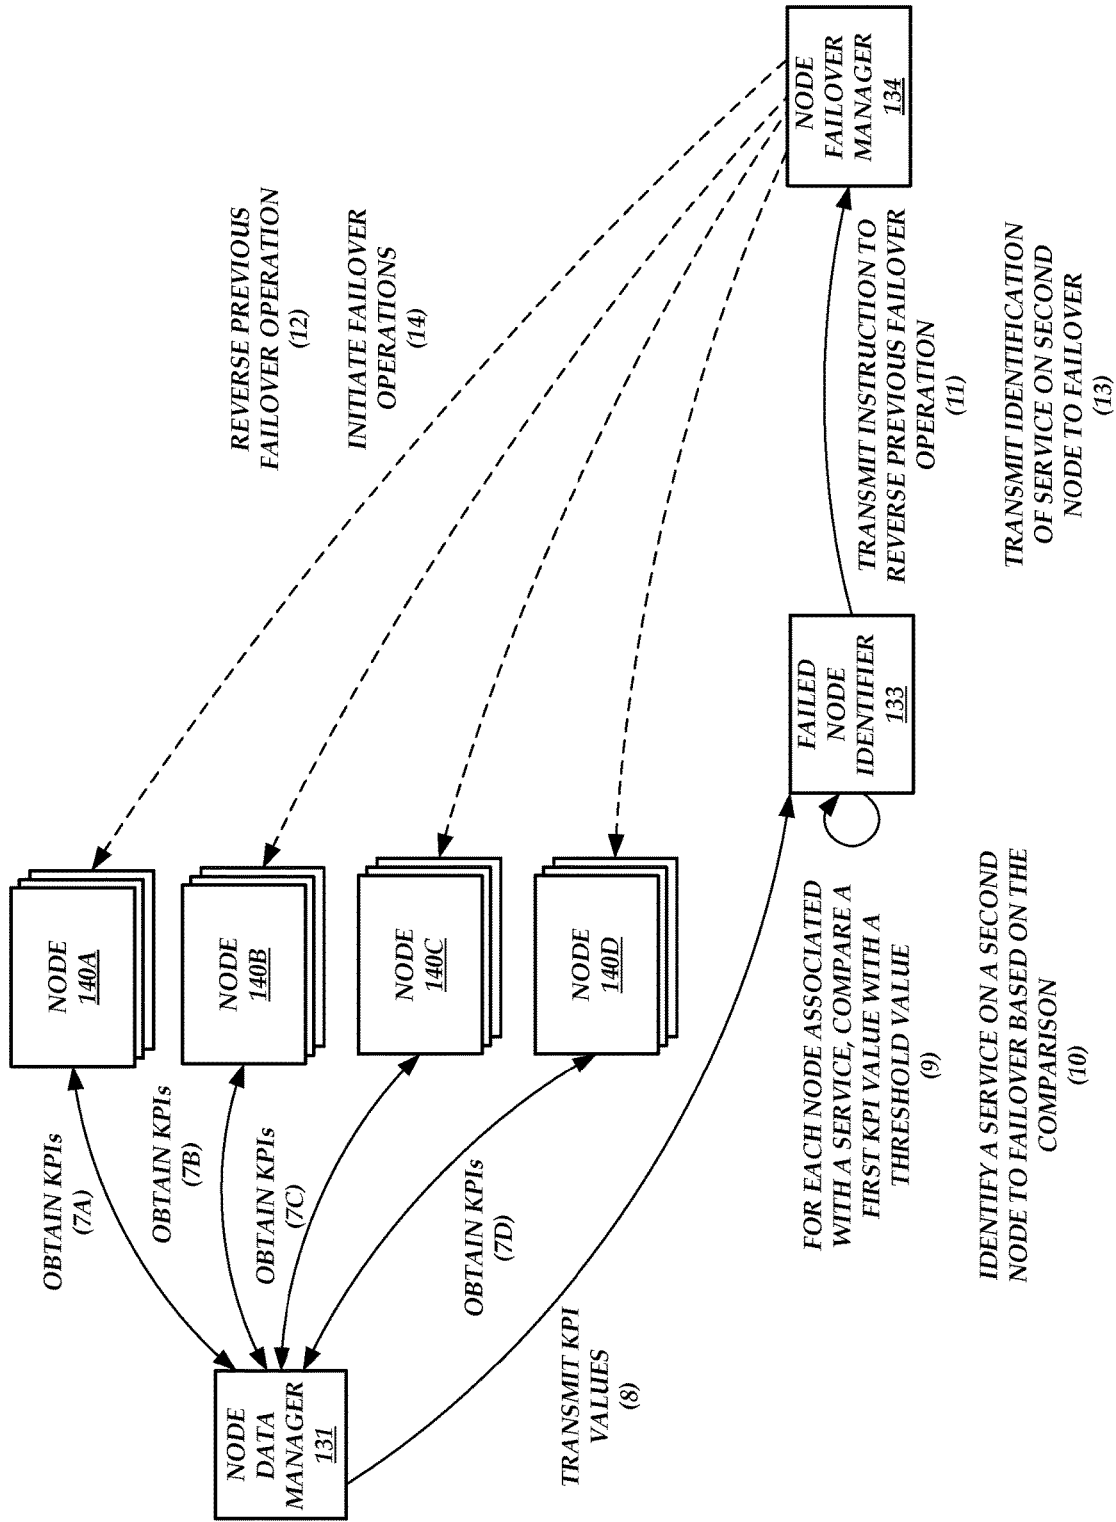 NODE
DATA
MANAGER
131
OBTAIN KPIs
(7A)
OBTAIN KPIs
(7B)
OBTAIN KPIs
(7C)
OBTAIN KPIs
(7D)
NODE
140A
NODE
140B
NODE
140C
NODE
140D
TRANSMIT KPI
VALUES
(8)
FOR EACH NODE ASSOCIATED
WITH A SERVICE, COMPARE A
FIRST KPI VALUE WITH A
THRESHOLD VALUE
(9)
IDENTIFY A SERVICE ON A SECOND
NODE TO FAILOVER BASED ON THE
COMPARISON
(10)
FAILED
NODE
IDENTIFIER
133
TRANSMIT INSTRUCTION TO
REVERSE PREVIOUS FAILOVER
OPERATION
(11)
TRANSMIT IDENTIFICATION
OF SERVICE ON SECOND
NODE TO FAILOVER
(13)
REVERSE PREVIOUS
FAILOVER OPERATION
(12)
INITIATE FAILOVER
OPERATIONS
(14)
NODE
FAILOVER
MANAGER
134